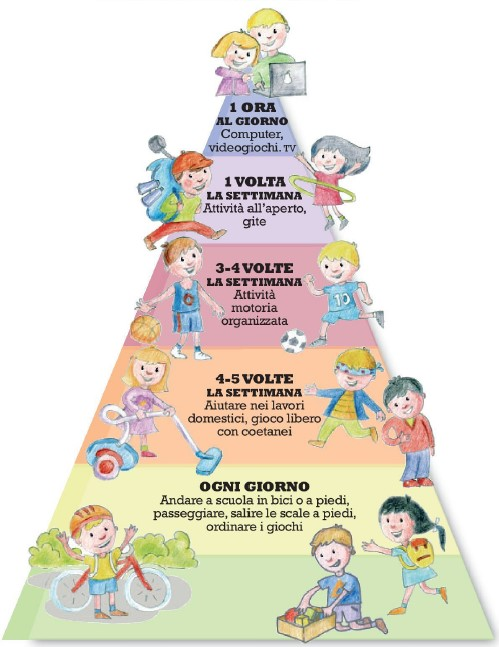 1 ORA
AL GIORNO
Computer,
videogiochi. TV
1 VOLTA
LA SETTIMANA
Attività all'aperto,
gite
3-4 VOLTE
LA SETTIMANA
Attività
motoria
organizzata
10
4-5 VOLTE
LA SETTIMANA
Aiutare nei lavori
domestici, gioco libero
con coetanei
OGNI GIORNO
Andare a scuola in bici o a piedi,
passeggiare, salire le scale a piedi,
ordinare i giochi